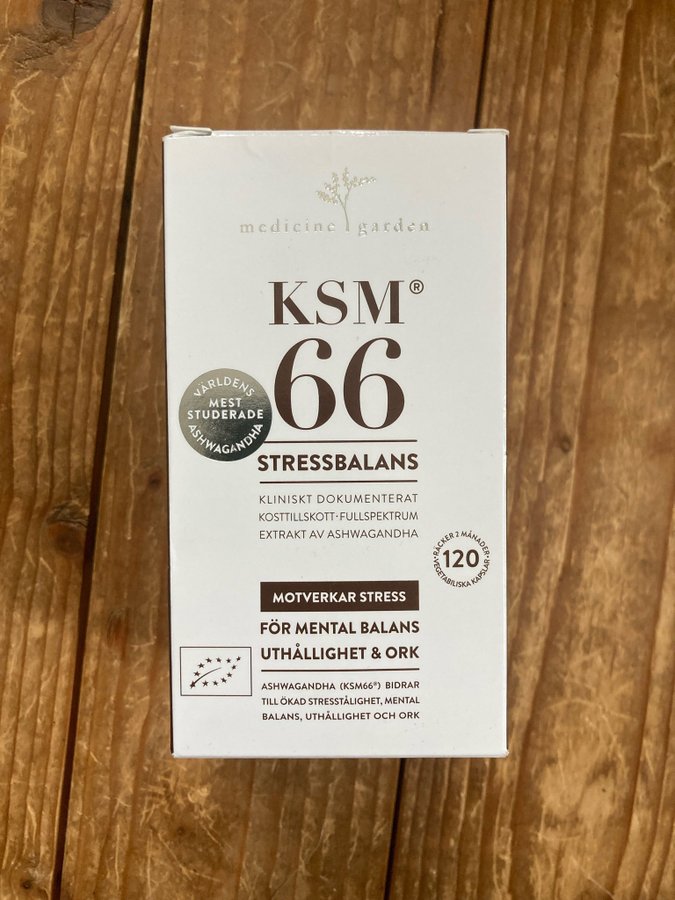 medicine garden
KSM®
66
VÄRLDENS
MEST
STUDERADE
ASHWAGANDHA
STRESSBALANS
KLINISKT DOKUMENTERAT
KOSTTILLSKOTT·FULLSPEKTRUM
EXTRAKT AV ASHWAGANDHA
RÄCKER 2 MÅNADER
120
VEGETABILISKA KAPSLAR
MOTVERKAR STRESS
FÖR MENTAL BALANS
UTHÅLLIGHET & ORK
ASHWAGANDHA (KSM66®) BIDRAR
TILL ÖKAD STRESSTÅLIGHET, MENTAL
BALANS, UTHÅLLIGHET OCH ORK